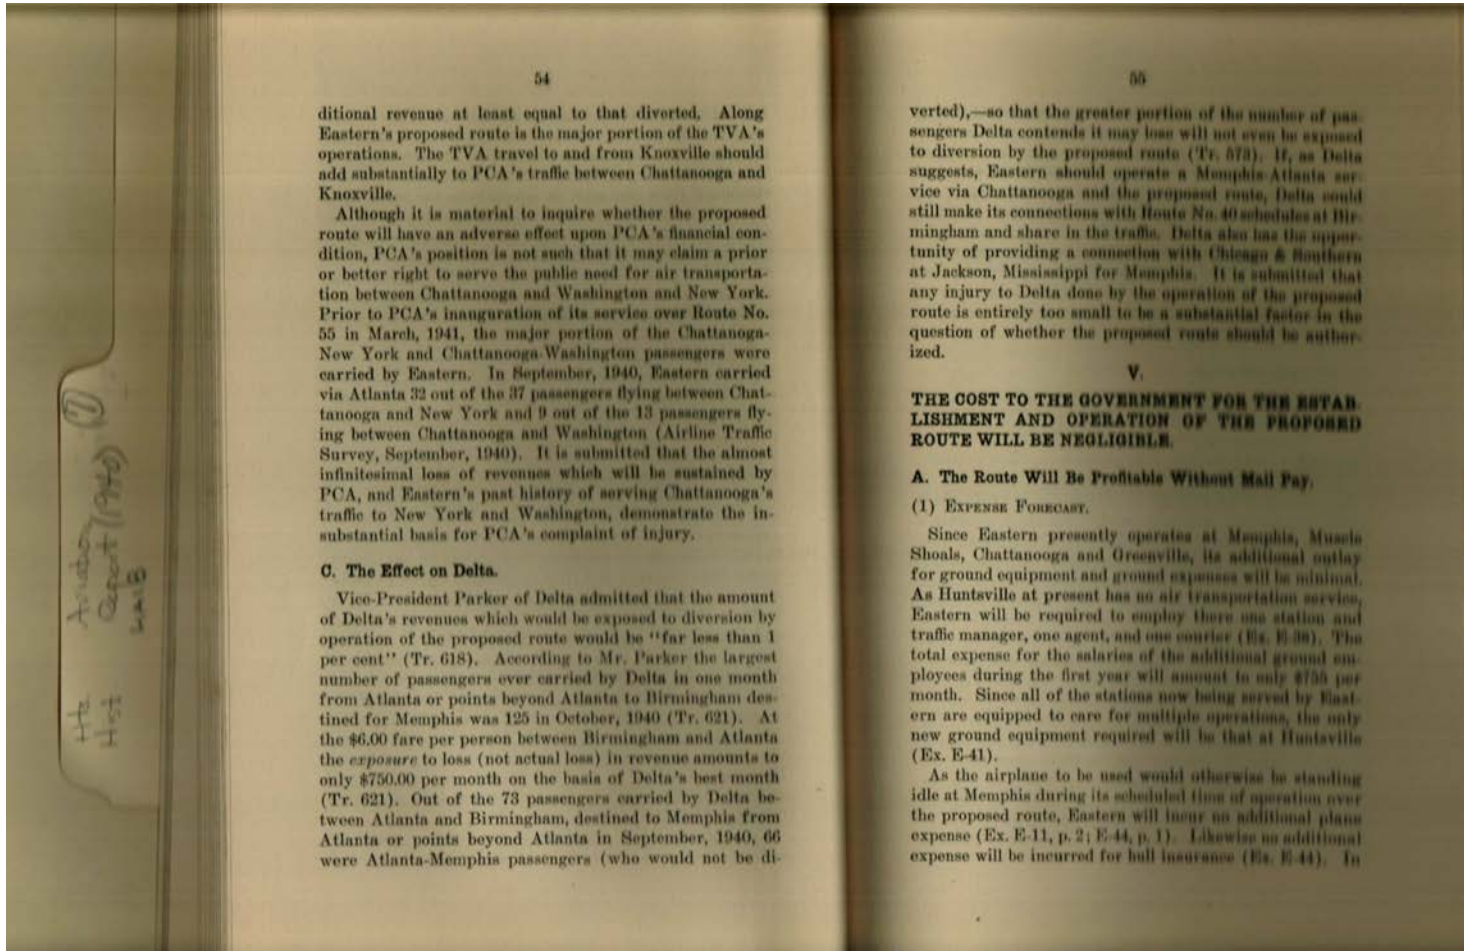 Hts. Aviation (1)
Hist Report (1940)
WHB
54
ditional revenue at least equal to that diverted. Along
Eastern's proposed route is the major portion of the TVA's
operations. The TVA travel to and from Knoxville should
add substantially to PCA's traffic between Chattanooga and
Knoxville.
Although it is material to inquire whether the proposed
route will have an adverse effect upon PCA's financial con-
dition, PCA's position is not such that it may claim a prior
or better right to serve the public need for air transporta-
tion between Chattanooga and Washington and New York.
Prior to PCA's inauguration of its service over Route No.
55 in March, 1941, the major portion of the Chattanoga-
New York and Chattanooga-Washington passengers were
carried by Eastern. In September, 1940, Eastern carried
via Atlanta 32 out of the 37 passengers flying between Chat-
tanooga and New York and 9 out of the 13 passengers fly-
ing between Chattanooga and Washington (Airline Traffic
Survey, September, 1940). It is submitted that the almost
infinitesimal loss of revenues which will be sustained by
PCA, and Eastern's past history of serving Chattanooga's
traffic to New York and Washington, demonstrate the in-
substantial basis for PCA's complaint of injury.
C. The Effect on Delta.
Vice-President Parker of Delta admitted that the amount
of Delta's revenues which would be exposed to diversion by
operation of the proposed route would be "far less than 1
per cent" (Tr. 618). According to Mr. Parker the largest
number of passengers ever carried by Delta in one month
from Atlanta or points beyond Atlanta to Birmingham des-
tined for Memphis was 125 in October, 1940 (Tr. 621). At
the $6.00 fare per person between Birmingham and Atlanta
the exposure to loss (not actual loss) in revenue amounts to
only $750.00 per month on the basis of Delta's best month
(Tr. 621). Out of the 73 passengers carried by Delta be-
tween Atlanta and Birmingham, destined to Memphis from
Atlanta or points beyond Atlanta in September, 1940, 66
were Atlanta-Memphis passengers (who would not be di-
55
verted),—so that the greater portion of the number of pas-
sengers Delta contends it may lose will not even be exposed
to diversion by the proposed route (Tr. 573). If, as Delta
suggests, Eastern should operate a Memphis-Atlanta ser-
vice via Chattanooga and the proposed route, Delta could
still make its connections with Route No. 40 schedules at Bir-
mingham and share in the traffic. Delta also has the oppor-
tunity of providing a connection with Chicago & Southern
at Jackson, Mississippi for Memphis. It is submitted that
any injury to Delta done by the operation of the proposed
route is entirely too small to be a substantial factor in the
question of whether the proposed route should be author-
ized.
V.
THE COST TO THE GOVERNMENT FOR THE ESTAB-
LISHMENT AND OPERATION OF THE PROPOSED
ROUTE WILL BE NEGLIGIBLE.
A. The Route Will Be Profitable Without Mail Pay.
(1) EXPENSE FORECAST.
Since Eastern presently operates at Memphis, Muscle
Shoals, Chattanooga and Greenville, its additional outlay
for ground equipment and ground expenses will be minimal.
As Huntsville at present has no air transportation service,
Eastern will be required to employ there one station and
traffic manager, one agent, and one courier (Ex. E-38). The
total expense for the salaries of the additional ground em-
ployees during the first year will amount to only $755 per
month. Since all of the stations now being served by East-
ern are equipped to care for multiple operations, the only
new ground equipment required will be that at Huntsville
(Ex. E-41).
As the airplane to be used would otherwise be standing
idle at Memphis during its scheduled time of operation over
the proposed route, Eastern will incur no additional plane
expense (Ex. E-11, p. 2; E-44, p. 1). Likewise no additional
expense will be incurred for hull insurance (Ex. E-44). In